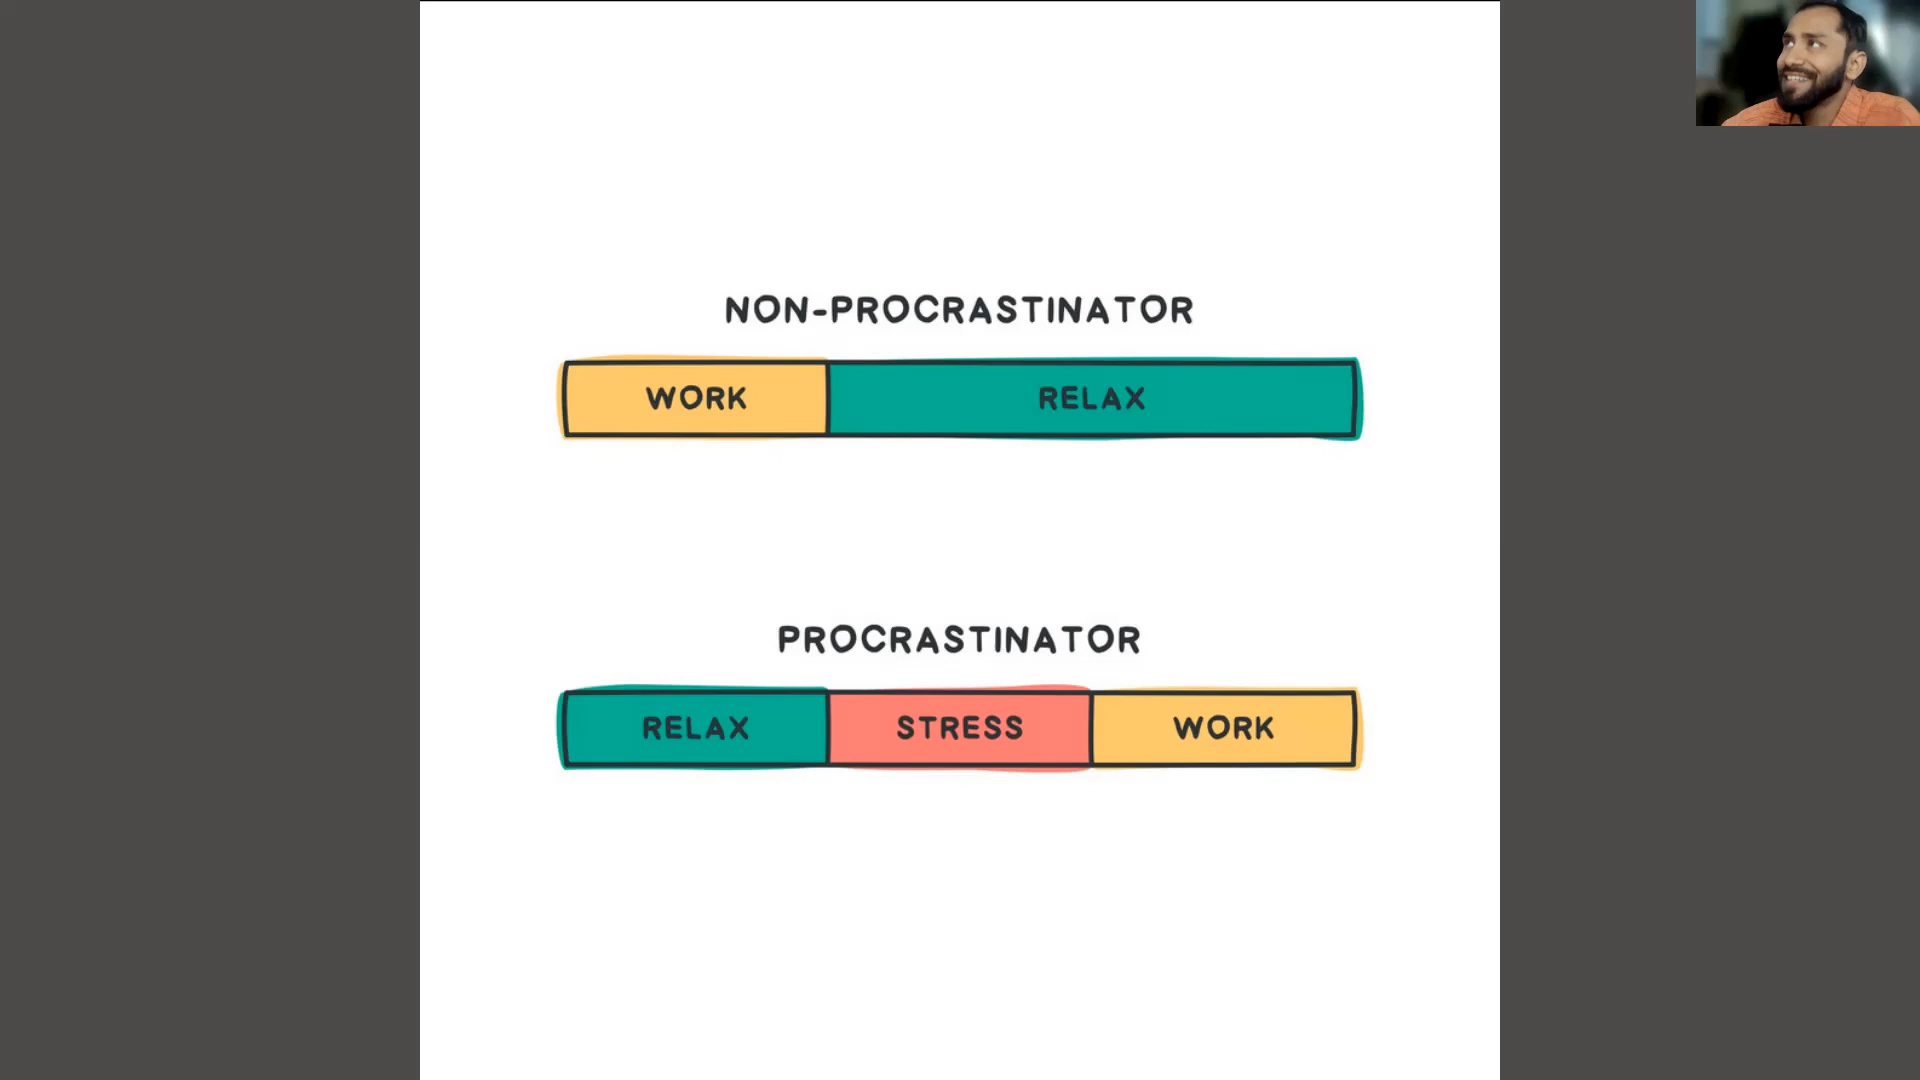 NON-PROCRASTINATOR
WORK RELAX
PROCRASTINATOR
RELAX STRESS WORK